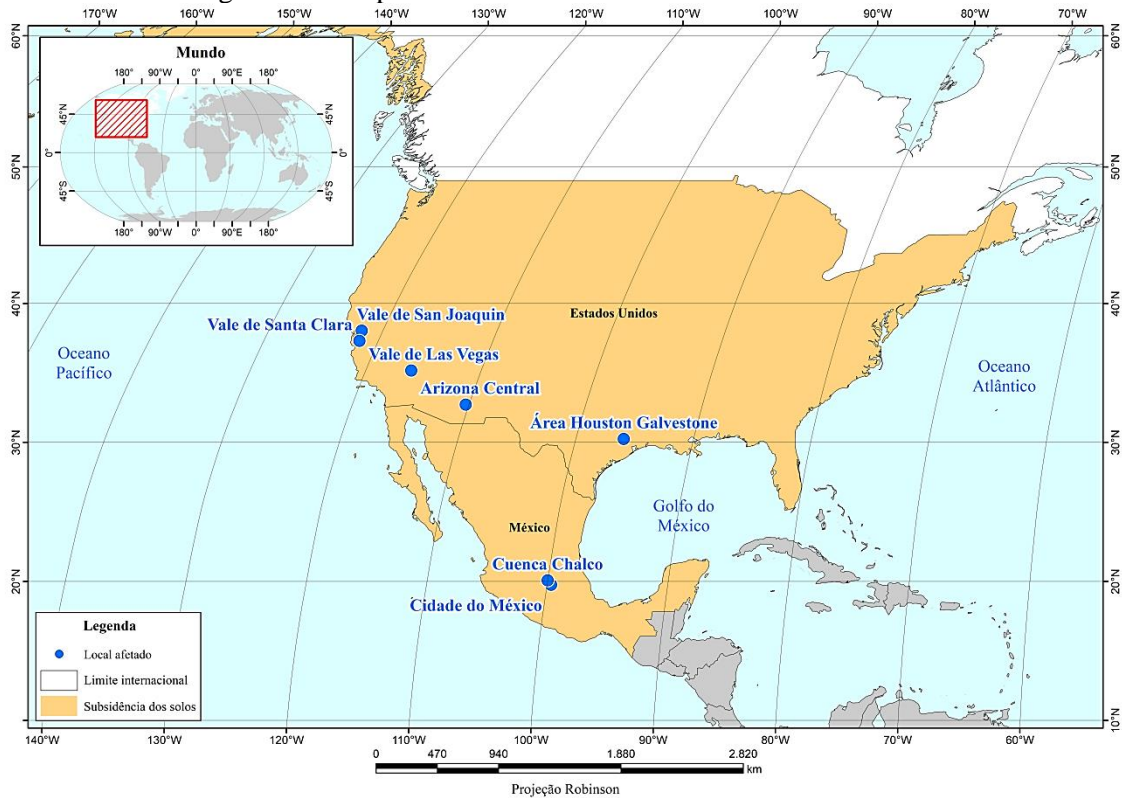 170°W 160°W 150°W 140°W 130°W 120°W 110°W 100°W 90°W 80°W 70°W
60°N 60°N
Mundo
180° 90°W 0° 90°E 180°
45°N 45°N
0° 0°
45°S 45°S
180° 90°W 0° 90°E 180°
50°N 50°N
40°N 40°N
Vale de San Joaquin
Estados Unidos
Vale de Santa Clara
Vale de Las Vegas
Oceano
Pacífico
Oceano
Atlântico
Arizona Central
Área Houston Galvestone
30°N 30°N
Golfo do
México
México
Cuenca Chalco
20°N 20°N
Cidade do México
Legenda
Local afetado
Limite internacional
Subsidência dos solos
10°N
140°W 130°W 120°W 110°W 100°W 90°W 80°W 70°W 60°W
0 470 940 1.880 2.820
km
Projeção Robinson